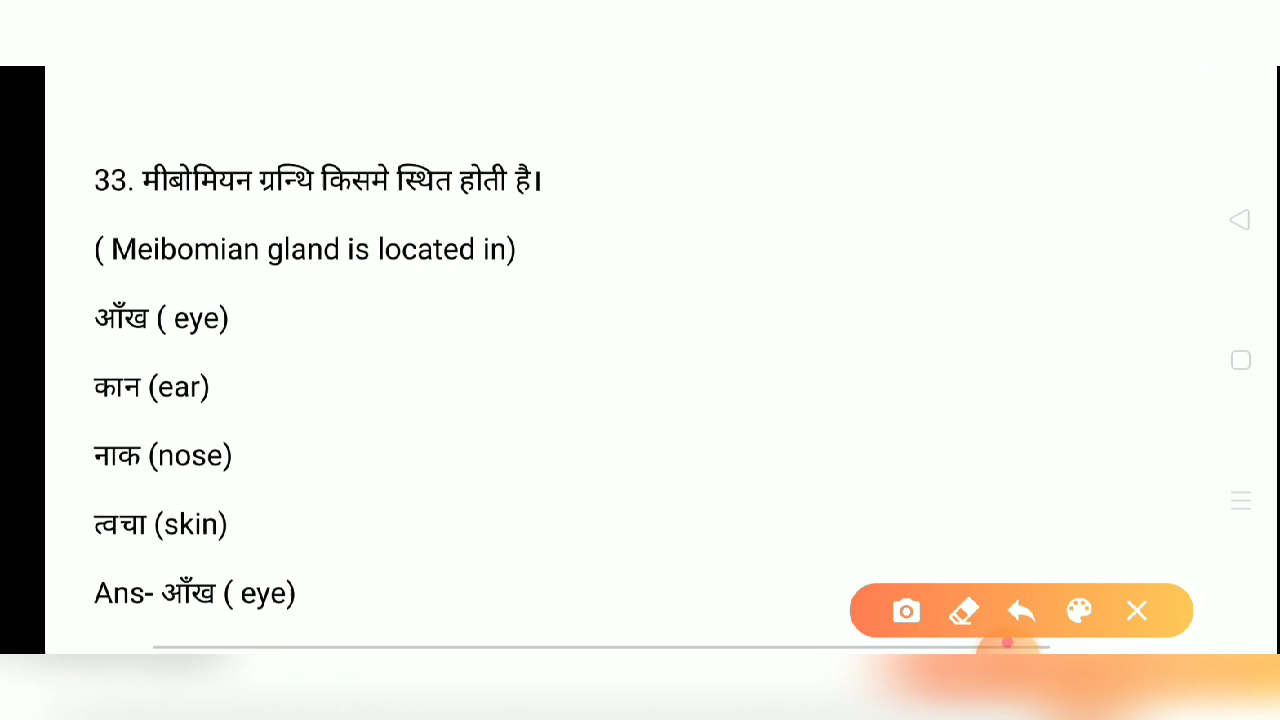 33. मीबोमियन ग्रन्थि किसमे स्थित होती है।
( Meibomian gland is located in)
आँख ( eye)
कान (ear)
नाक (nose)
त्वचा (skin)
Ans- आँख ( eye)